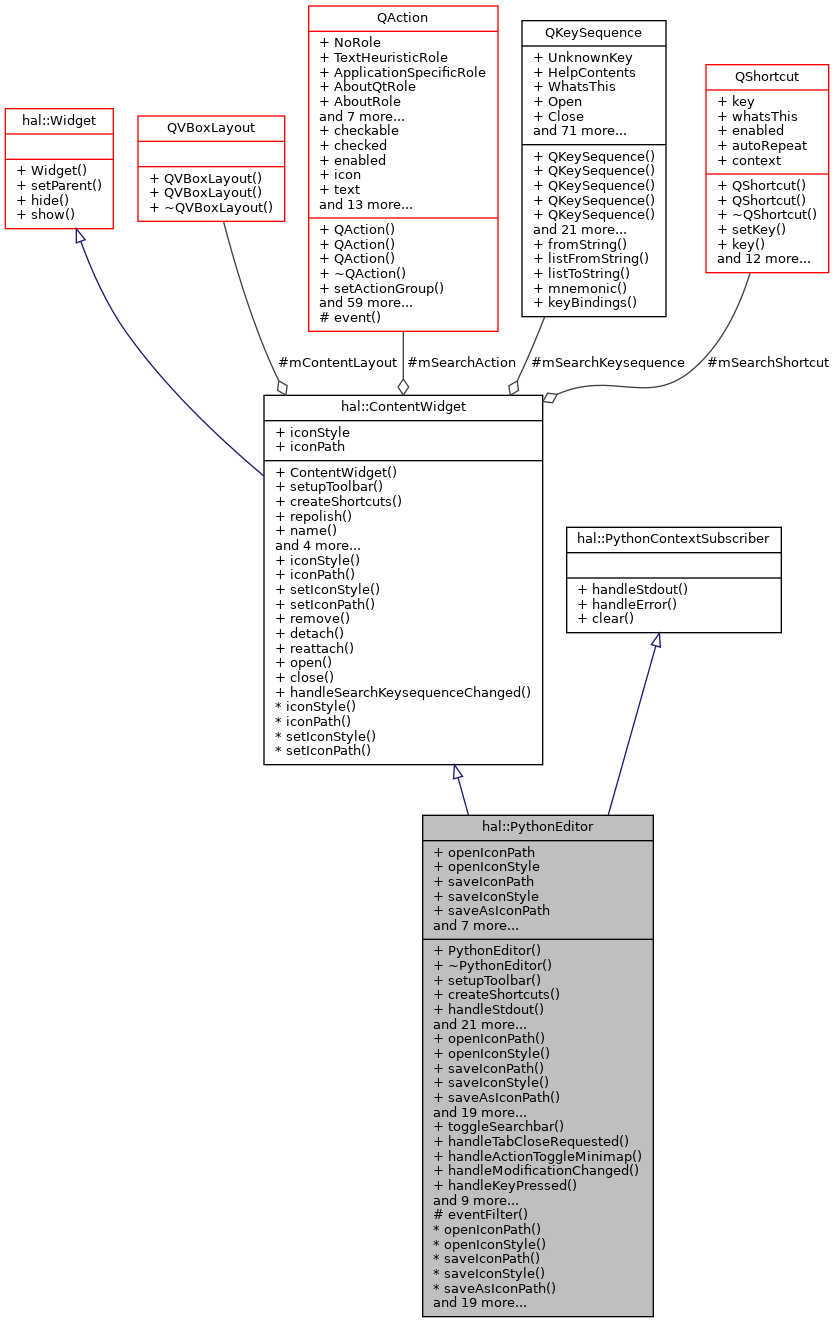 QAction
+ NoRole
+ TextHeuristicRole
+ ApplicationSpecificRole
+ AboutQtRole
+ AboutRole
and 7 more...
+ checkable
+ checked
+ enabled
+ icon
+ text
and 13 more...
+ QAction()
+ QAction()
+ QAction()
+ ~QAction()
+ setActionGroup()
and 59 more...
# event()
QKeySequence
+ UnknownKey
+ HelpContents
+ WhatsThis
+ Open
+ Close
and 71 more...
+ QKeySequence()
+ QKeySequence()
+ QKeySequence()
+ QKeySequence()
+ QKeySequence()
and 21 more...
+ fromString()
+ listFromString()
+ listToString()
+ mnemonic()
+ keyBindings()
QShortcut
+ key
+ whatsThis
+ enabled
+ autoRepeat
+ context
+ QShortcut()
+ QShortcut()
+ ~QShortcut()
+ setKey()
+ key()
and 12 more...
hal::Widget
+ Widget()
+ setParent()
+ hide()
+ show()
QVBoxLayout
+ QVBoxLayout()
+ QVBoxLayout()
+ ~QVBoxLayout()
#mContentLayout
#mSearchAction
#mSearchKeysequence
#mSearchShortcut
hal::ContentWidget
+ iconStyle
+ iconPath
+ ContentWidget()
+ setupToolbar()
+ createShortcuts()
+ repolish()
+ name()
and 4 more...
+ iconStyle()
+ iconPath()
+ setIconStyle()
+ setIconPath()
+ remove()
+ detach()
+ reattach()
+ open()
+ close()
+ handleSearchKeysequenceChanged()
* iconStyle()
* iconPath()
* setIconStyle()
* setIconPath()
hal::PythonContextSubscriber
+ handleStdout()
+ handleError()
+ clear()
hal::PythonEditor
+ openIconPath
+ openIconStyle
+ saveIconPath
+ saveIconStyle
+ saveAsIconPath
and 7 more...
+ PythonEditor()
+ ~PythonEditor()
+ setupToolbar()
+ createShortcuts()
+ handleStdout()
and 21 more...
+ openIconPath()
+ openIconStyle()
+ saveIconPath()
+ saveIconStyle()
+ saveAsIconPath()
and 19 more...
+ toggleSearchbar()
+ handleTabCloseRequested()
+ handleActionToggleMinimap()
+ handleModificationChanged()
+ handleKeyPressed()
and 9 more...
# eventFilter()
* openIconPath()
* openIconStyle()
* saveIconPath()
* saveIconStyle()
* saveAsIconPath()
and 19 more...